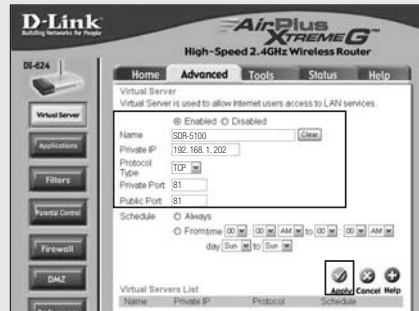 D-Link
Building Networks for People
AirPlus
XTREME G
High-Speed 2.4GHz Wireless Router
DI-624
Home Advanced Tools Status Help
Virtual Server
Virtual Server is used to allow Internet users access to LAN services.
Enabled Disabled
Name SDR-5100 Clear
Private IP 192.168.1.202
Protocol Type TCP
Private Port 81
Public Port 81
Schedule Always
From time 00 : 00 AM to 00 : 00 AM
day Sun to Sun
Apply Cancel Help
Virtual Servers List
Name Private IP Protocol Schedule
Virtual Server
Applications
Filters
Parental Control
Firewall
DMZ